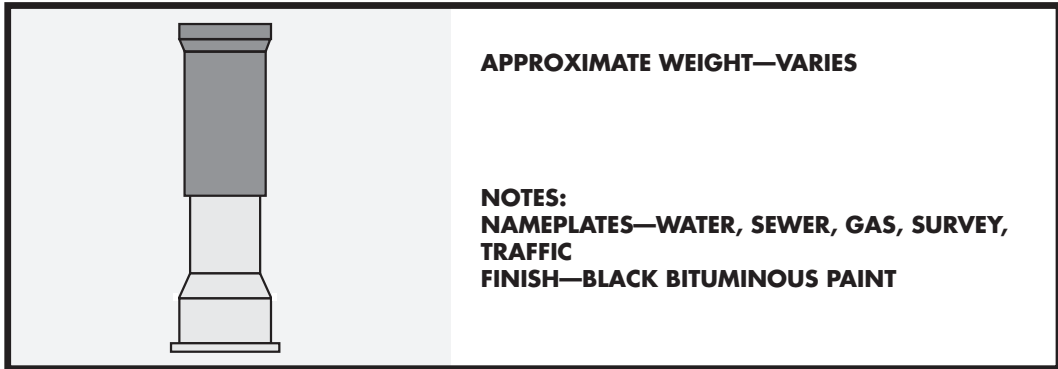 APPROXIMATE WEIGHT—VARIES
NOTES:
NAMEPLATES—WATER, SEWER, GAS, SURVEY,
TRAFFIC
FINISH—BLACK BITUMINOUS PAINT